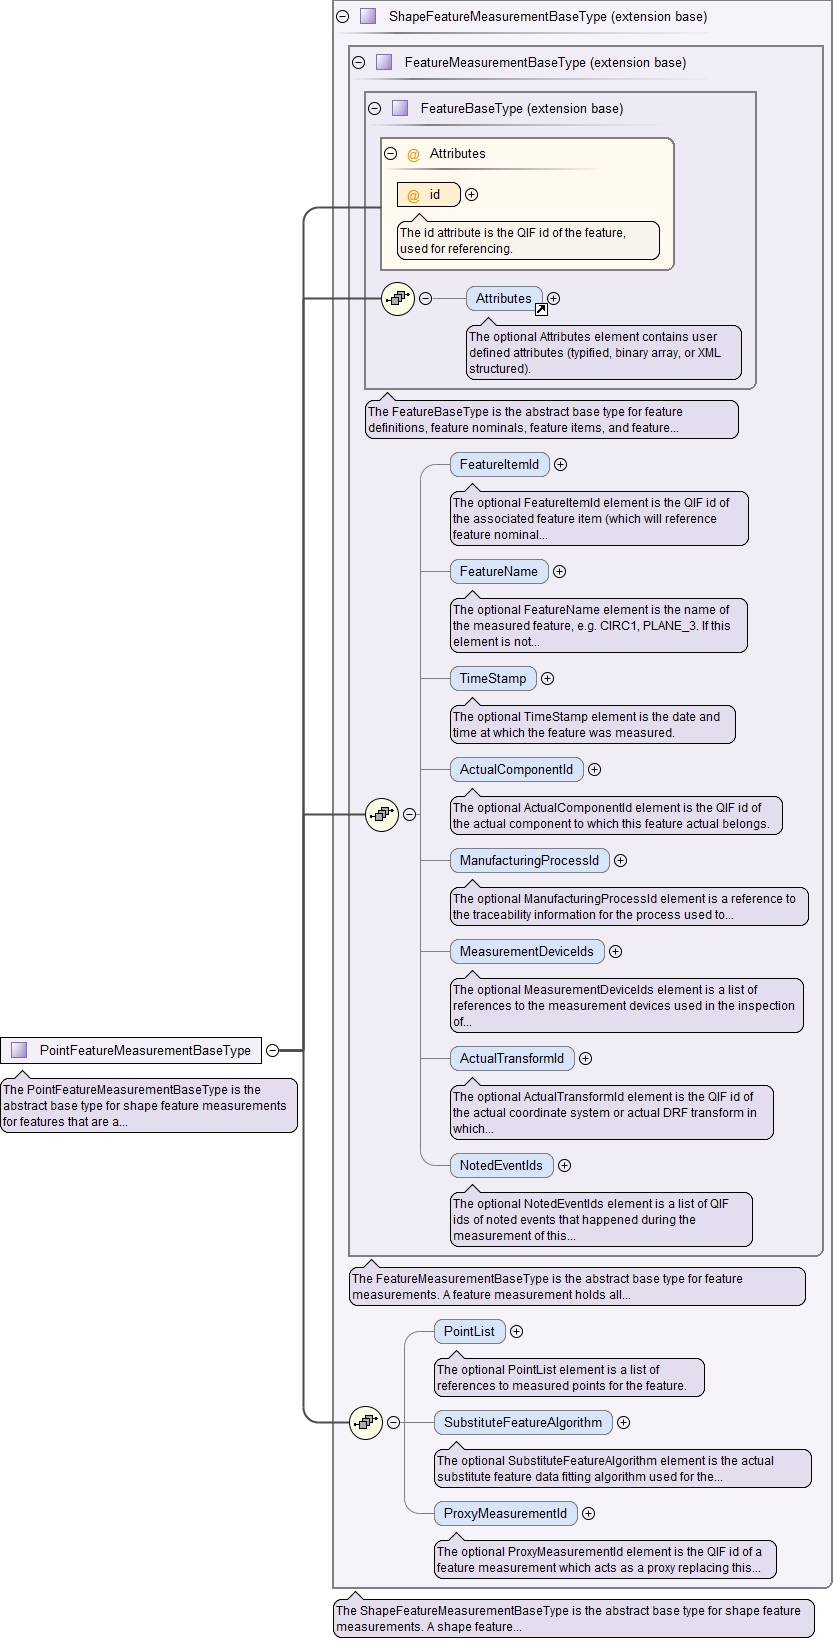 ShapeFeatureMeasurementBaseType (extension base)
FeatureMeasurementBaseType (extension base)
FeatureBaseType (extension base)
@ Attributes
@ id
The id attribute is the QIF id of the feature,
used for referencing.
Attributes
The optional Attributes element contains user
defined attributes (typified, binary array, or XML
structured).
The FeatureBaseType is the abstract base type for feature
definitions, feature nominals, feature items, and feature...
FeatureItemId
The optional FeatureItemId element is the QIF id of
the associated feature item (which will reference
feature nominal...
FeatureName
The optional FeatureName element is the name of
the measured feature, e.g. CIRC1, PLANE_3. If this
element is not...
TimeStamp
The optional TimeStamp element is the date and
time at which the feature was measured.
ActualComponentId
The optional ActualComponentId element is the QIF id of
the actual component to which this feature actual belongs.
ManufacturingProcessId
The optional ManufacturingProcessId element is a reference to
the traceability information for the process used to...
MeasurementDeviceIds
The optional MeasurementDeviceIds element is a list of
references to the measurement devices used in the inspection
of...
PointFeatureMeasurementBaseType
The PointFeatureMeasurementBaseType is the
abstract base type for shape feature measurements
for features that are a...
ActualTransformId
The optional ActualTransformId element is the QIF id of
the actual coordinate system or actual DRF transform in
which...
NotedEventIds
The optional NotedEventIds element is a list of QIF
ids of noted events that happened during the
measurement of this...
The FeatureMeasurementBaseType is the abstract base type for feature
measurements. A feature measurement holds all...
PointList
The optional PointList element is a list of
references to measured points for the feature.
SubstituteFeatureAlgorithm
The optional SubstituteFeatureAlgorithm element is the actual
substitute feature data fitting algorithm used for the...
ProxyMeasurementId
The optional ProxyMeasurementId element is the QIF id of a
feature measurement which acts as a proxy replacing this...
The ShapeFeatureMeasurementBaseType is the abstract base type for shape feature
measurements. A shape feature...